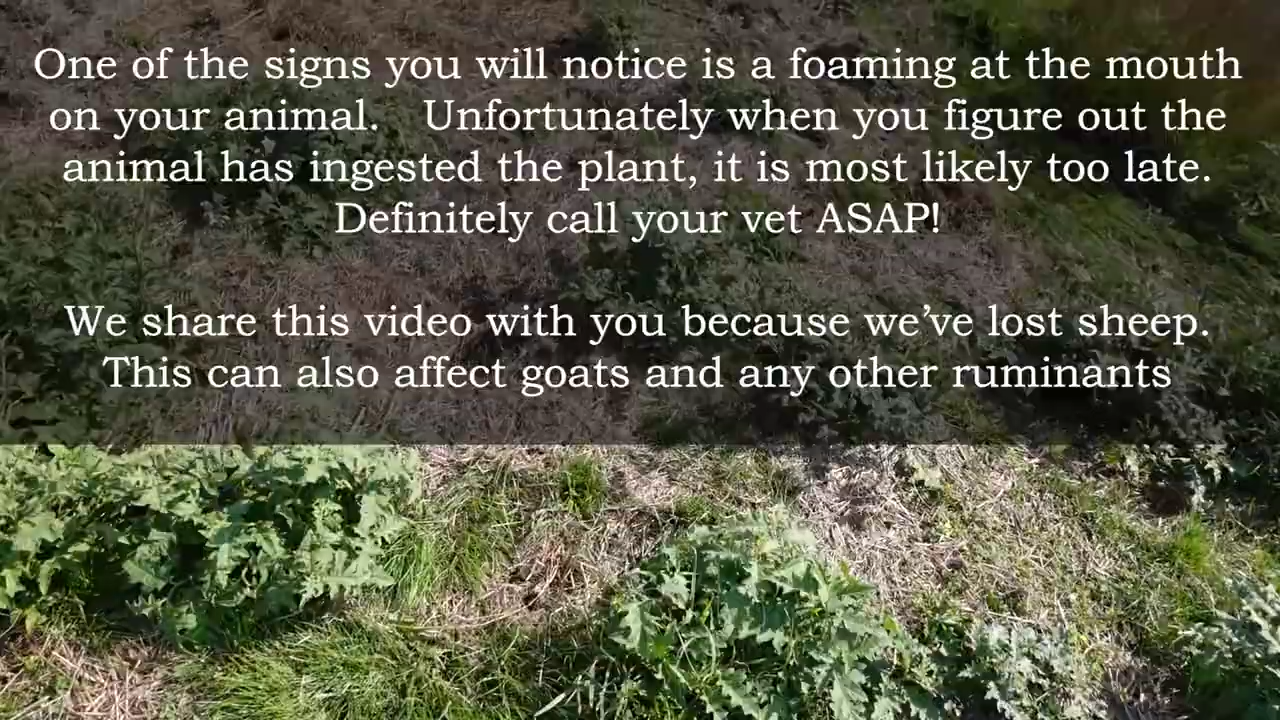 One of the signs you will notice is a foaming at the mouth
on your animal. Unfortunately when you figure out the
animal has ingested the plant, it is most likely too late.
Definitely call your vet ASAP!
We share this video with you because we've lost sheep.
This can also affect goats and any other ruminants